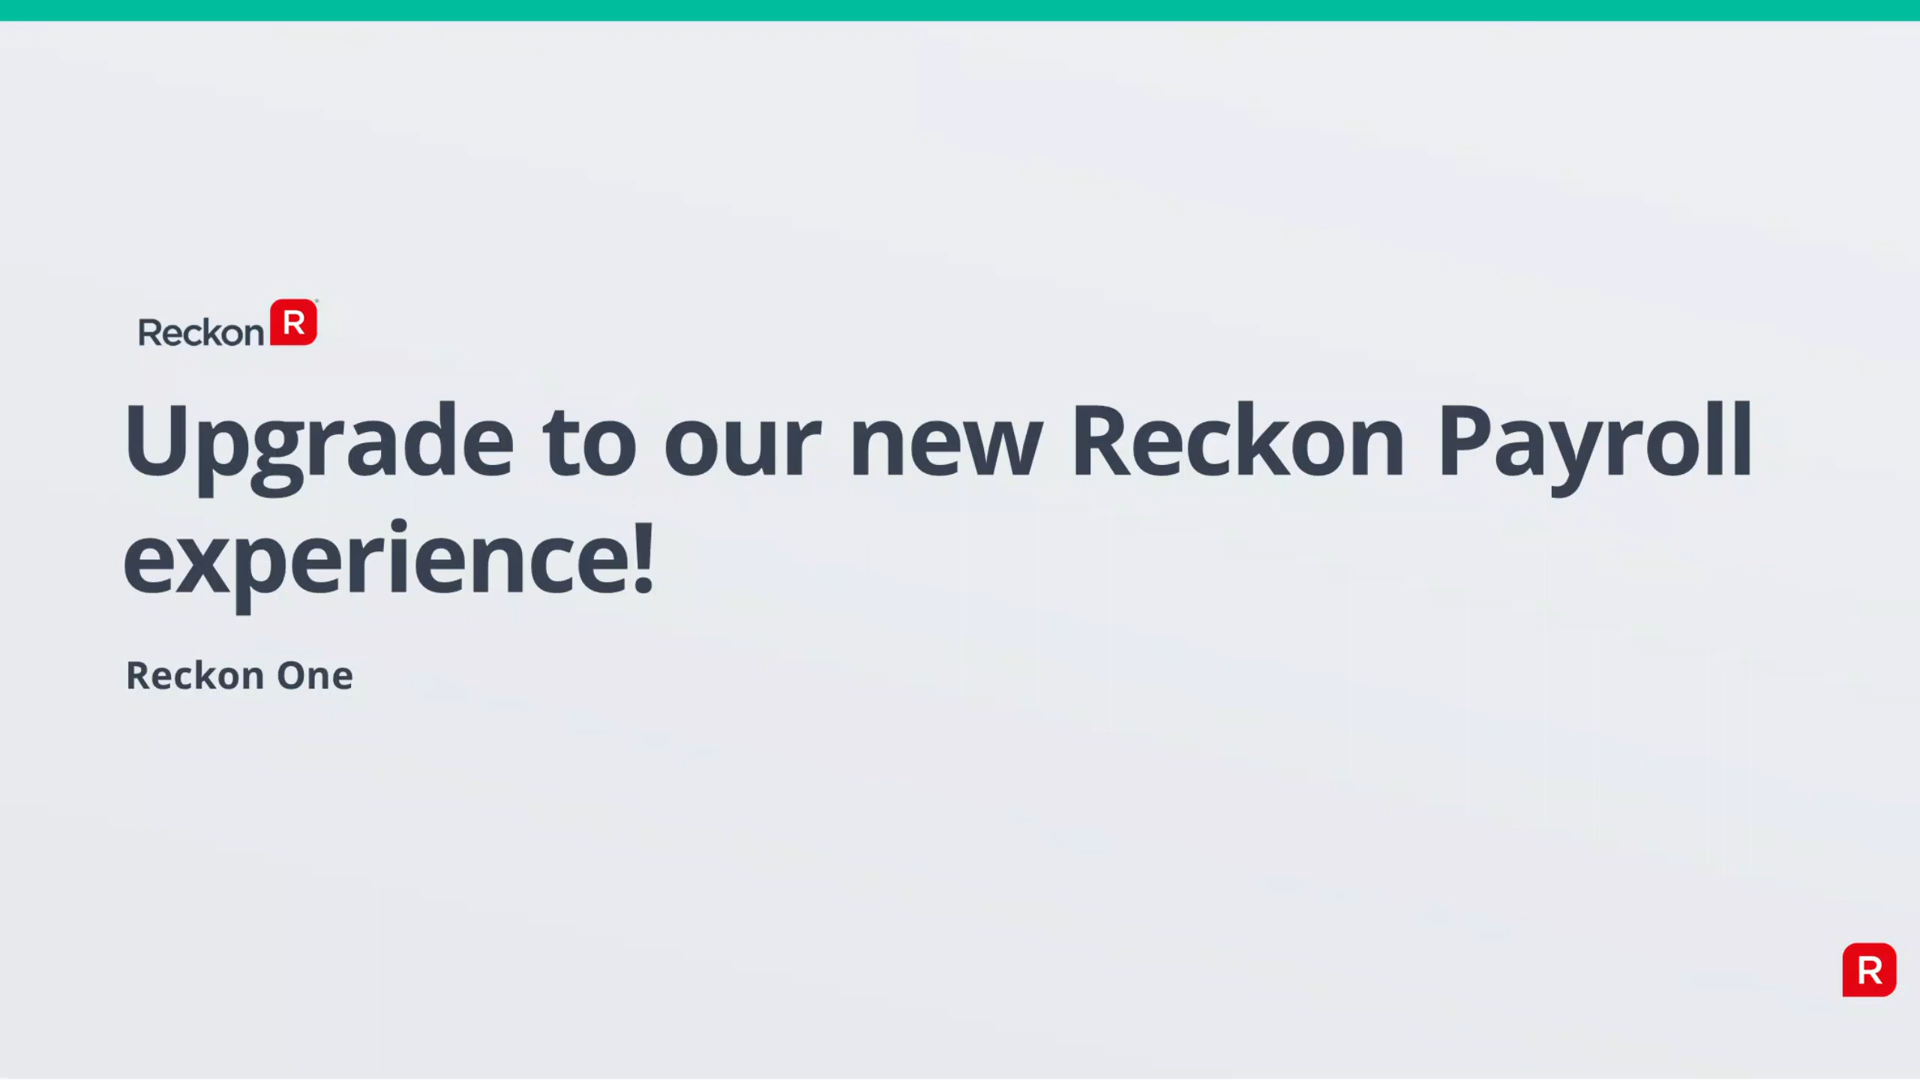 Reckon R
Upgrade to our new Reckon Payroll
experience!
Reckon One
R